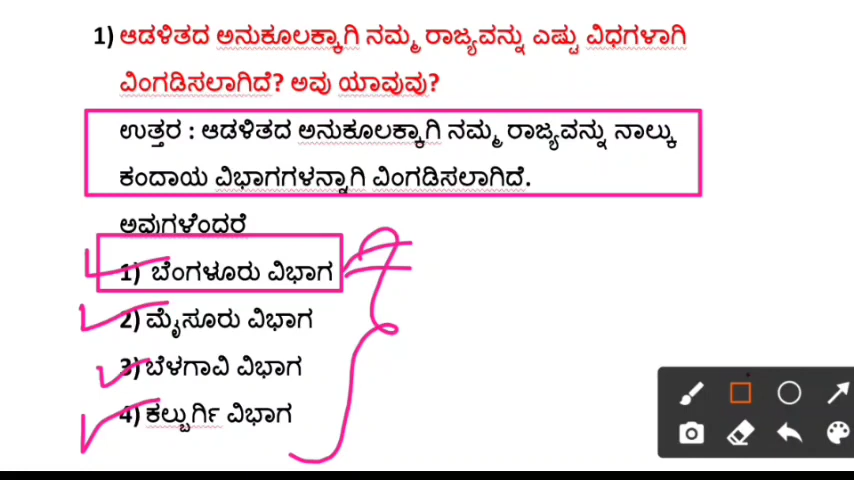 1) ಆಡಳಿತದ ಅನುಕೂಲಕ್ಕಾಗಿ ನಮ್ಮ ರಾಜ್ಯವನ್ನು ಎಷ್ಟು ವಿಧಗಳಾಗಿ
ವಿಂಗಡಿಸಲಾಗಿದೆ? ಅವು ಯಾವುವು?
ಉತ್ತರ : ಆಡಳಿತದ ಅನುಕೂಲಕ್ಕಾಗಿ ನಮ್ಮ ರಾಜ್ಯವನ್ನು ನಾಲ್ಕು
ಕಂದಾಯ ವಿಭಾಗಗಳನ್ನಾಗಿ ವಿಂಗಡಿಸಲಾಗಿದೆ.
ಅವುಗಳೆಂದರೆ
1) ಬೆಂಗಳೂರು ವಿಭಾಗ
2) ಮೈಸೂರು ವಿಭಾಗ
3) ಬೆಳಗಾವಿ ವಿಭಾಗ
4) ಕಲ್ಬುರ್ಗಿ ವಿಭಾಗ